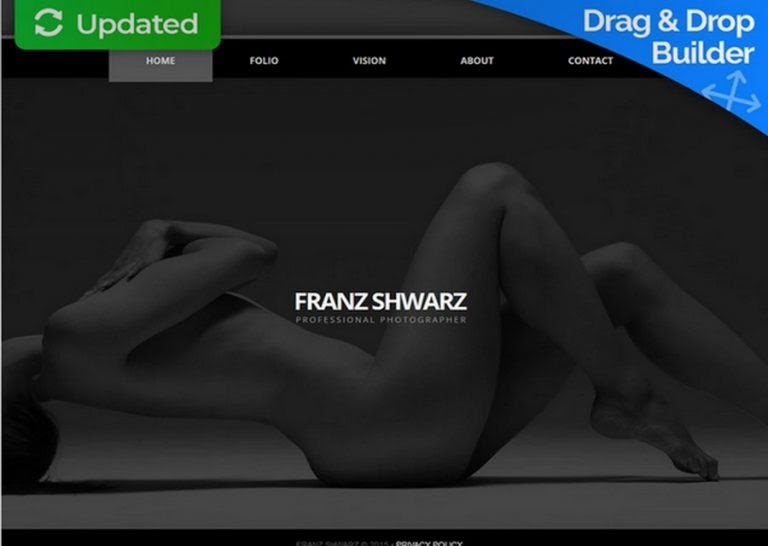 Updated
Drag & Drop
Builder
HOME FOLIO VISION ABOUT CONTACT
FRANZ SHWARZ
PROFESSIONAL PHOTOGRAPHER
FRANZ SHWARZ © 2015 • PRIVACY POLICY